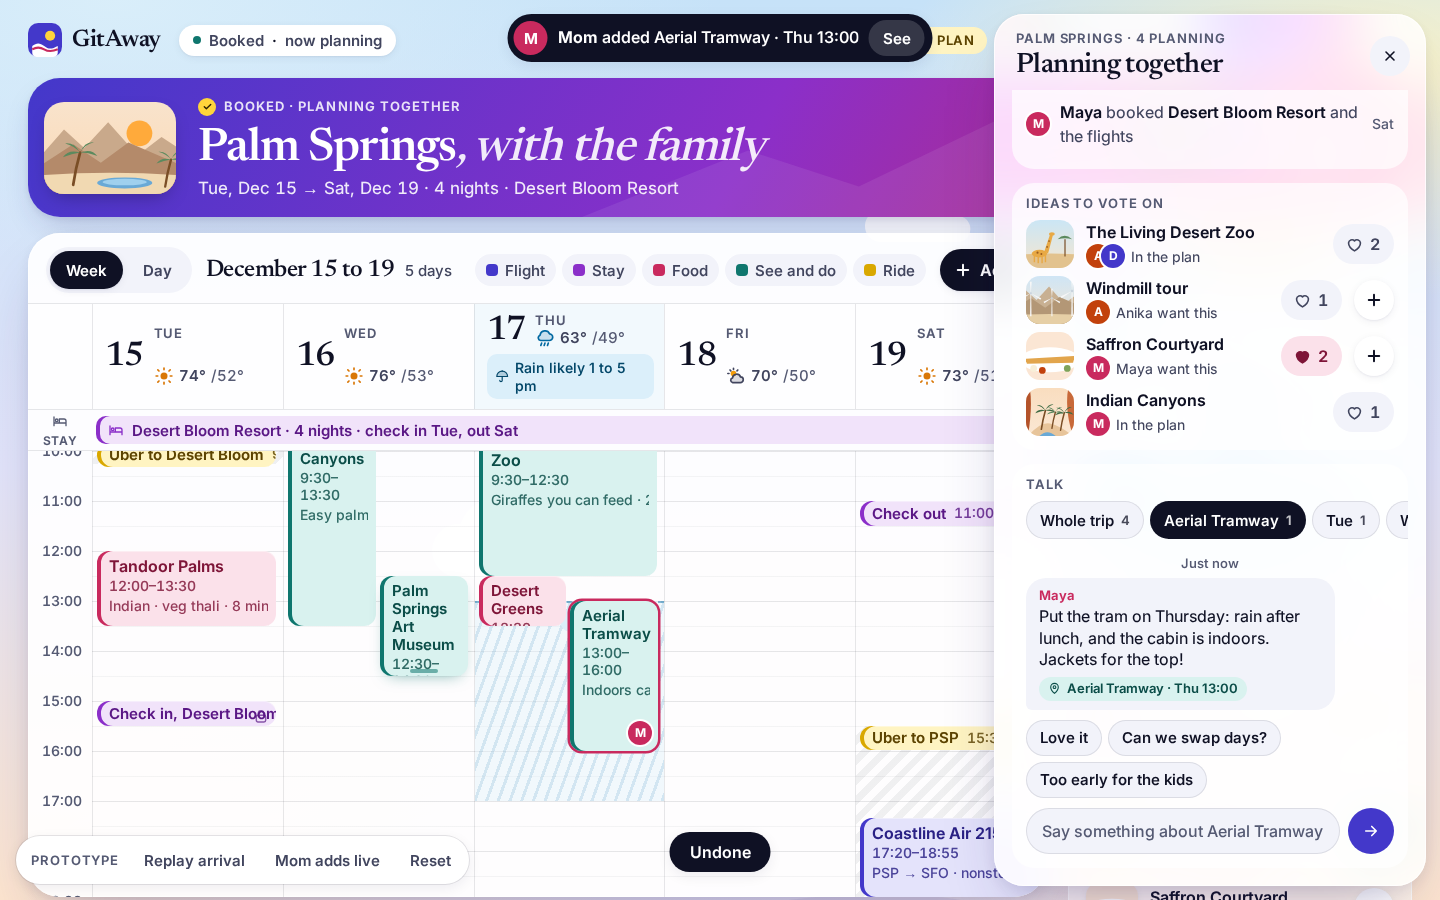 GitAway
Booked · now planning
M
Mom added Aerial Tramway · Thu 13:00
See
PLAN
BOOKED · PLANNING TOGETHER
Palm Springs, with the family
Tue, Dec 15 → Sat, Dec 19 · 4 nights · Desert Bloom Resort
Week
Day
December 15 to 19
5 days
Flight
Stay
Food
See and do
Ride
15
TUE
74° /52°
16
WED
76° /53°
17
THU
63° /49°
Rain likely 1 to 5
pm
18
FRI
70° /50°
19
SAT
73° /51
STAY
Desert Bloom Resort · 4 nights · check in Tue, out Sat
10:00
11:00
12:00
13:00
14:00
15:00
16:00
17:00
Uber to Desert Bloom
Tandoor Palms
12:00–13:30
Indian · veg thali · 8 min
Check in, Desert Bloom
Canyons
9:30–
13:30
Easy palm
Palm
Springs
Art
Museum
12:30–
Zoo
9:30–12:30
Giraffes you can feed · 2
Desert
Greens
12:30
Aerial
Tramway
13:00–
16:00
Indoors ca
M
Check out 11:00
Uber to PSP 15:3
Coastline Air 215
17:20–18:55
PSP → SFO · nonsto
PROTOTYPE
Replay arrival
Mom adds live
Reset
Undone
PALM SPRINGS · 4 PLANNING
Planning together
M
Maya booked Desert Bloom Resort and
the flights
Sat
IDEAS TO VOTE ON
The Living Desert Zoo
A
D
In the plan
2
Windmill tour
A
Anika want this
1
Saffron Courtyard
M
Maya want this
2
Indian Canyons
M
In the plan
1
TALK
Whole trip 4
Aerial Tramway 1
Tue 1
W
Just now
Maya
Put the tram on Thursday: rain after
lunch, and the cabin is indoors.
Jackets for the top!
Aerial Tramway · Thu 13:00
Love it
Can we swap days?
Too early for the kids
Say something about Aerial Tramway
Saffron Courtyard